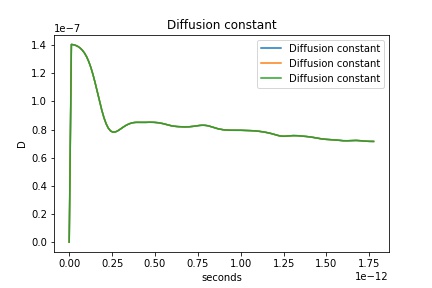 Diffusion constant
1e−7
Diffusion constant
Diffusion constant
Diffusion constant
1.4
1.2
1.0
0.8
0.6
0.4
0.2
0.0
D
0.00 0.25 0.50 0.75 1.00 1.25 1.50 1.75
seconds
1e−12